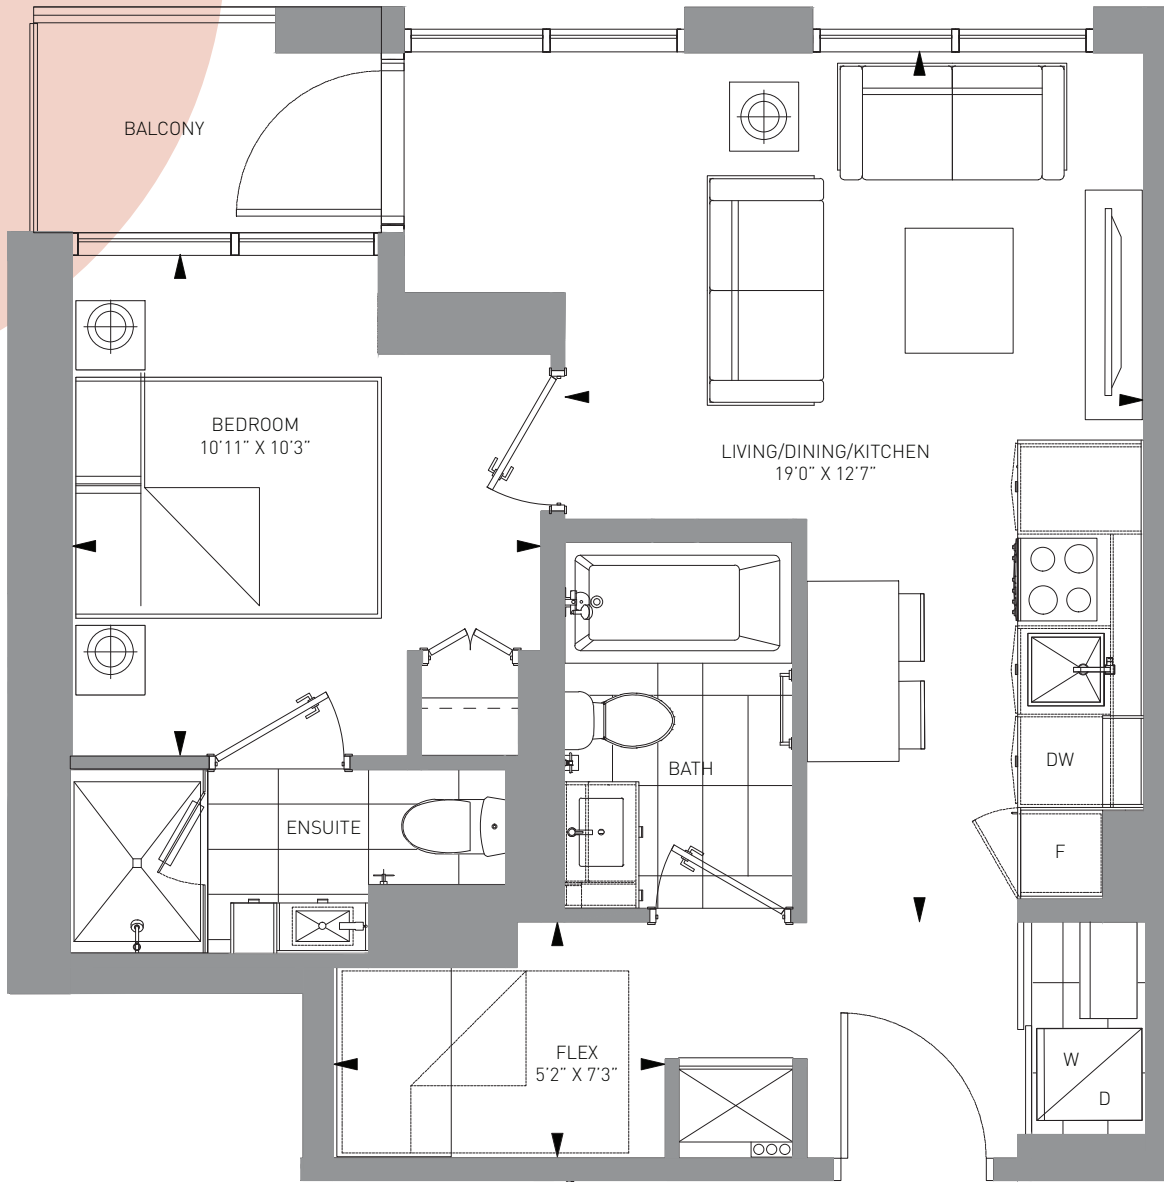 BALCONY
BEDROOM
10'11" X 10'3"
LIVING/DINING/KITCHEN
19'0" X 12'7"
DW
BATH
ENSUITE
F
FLEX
5'2" X 7'3"
W
D